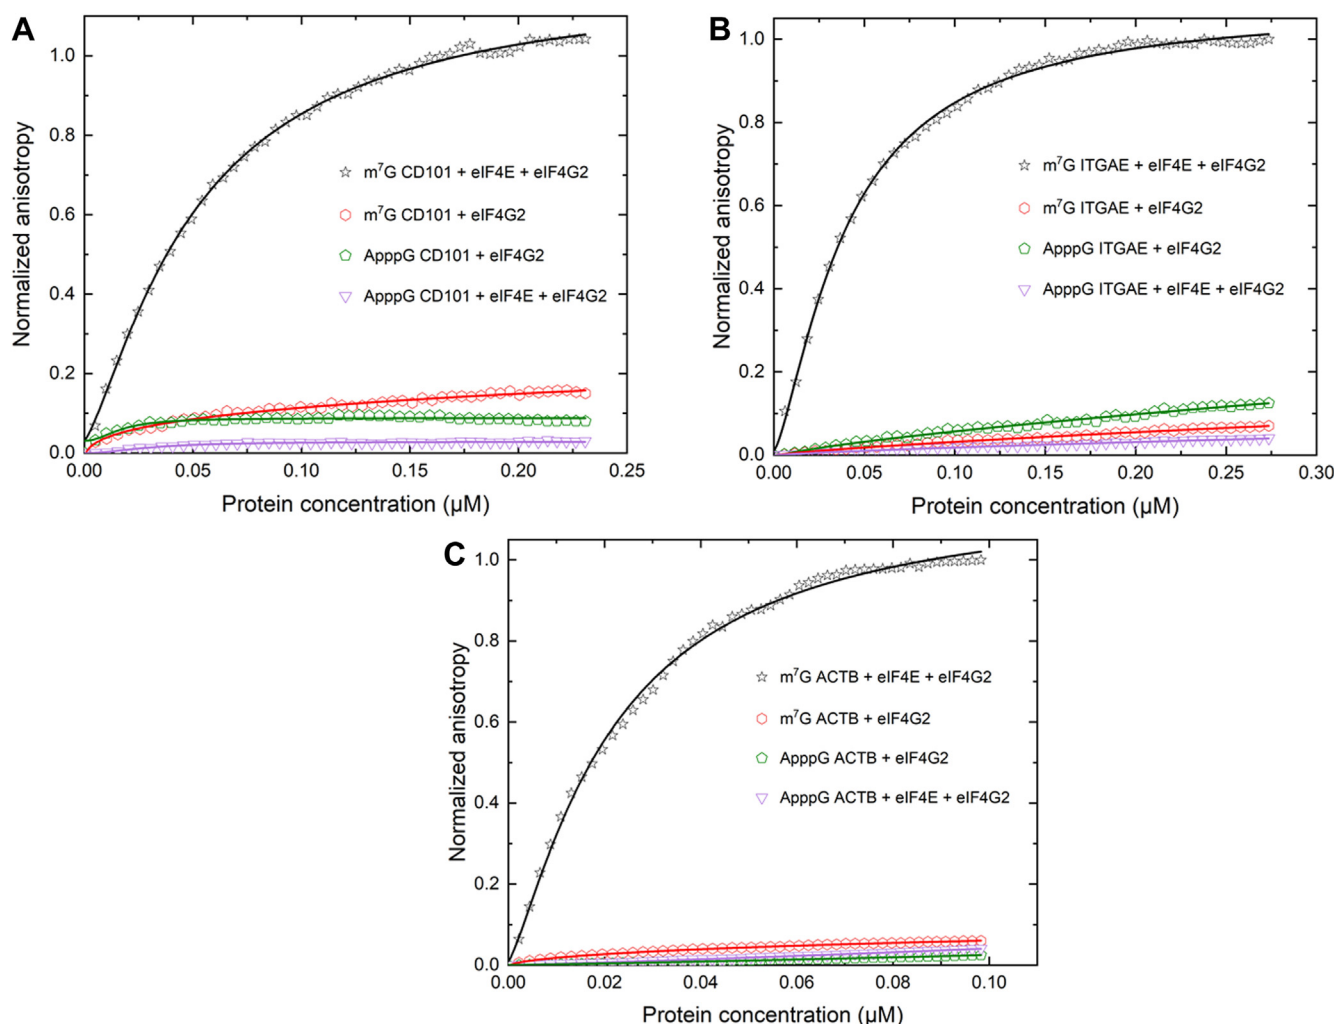 A
Normalized anisotropy
1.0
0.8
0.6
0.4
0.2
0.0
m⁷G CD101 + eIF4E + eIF4G2
m⁷G CD101 + eIF4G2
ApppG CD101 + eIF4G2
ApppG CD101 + eIF4E + eIF4G2
0.00 0.05 0.10 0.15 0.20 0.25
Protein concentration (µM)
B
Normalized anisotropy
1.0
0.8
0.6
0.4
0.2
0.0
m⁷G ITGAE + eIF4E + eIF4G2
m⁷G ITGAE + eIF4G2
ApppG ITGAE + eIF4G2
ApppG ITGAE + eIF4E + eIF4G2
0.00 0.05 0.10 0.15 0.20 0.25 0.30
Protein concentration (µM)
C
Normalized anisotropy
1.0
0.8
0.6
0.4
0.2
0.0
m⁷G ACTB + eIF4E + eIF4G2
m⁷G ACTB + eIF4G2
ApppG ACTB + eIF4G2
ApppG ACTB + eIF4E + eIF4G2
0.00 0.02 0.04 0.06 0.08 0.10
Protein concentration (µM)